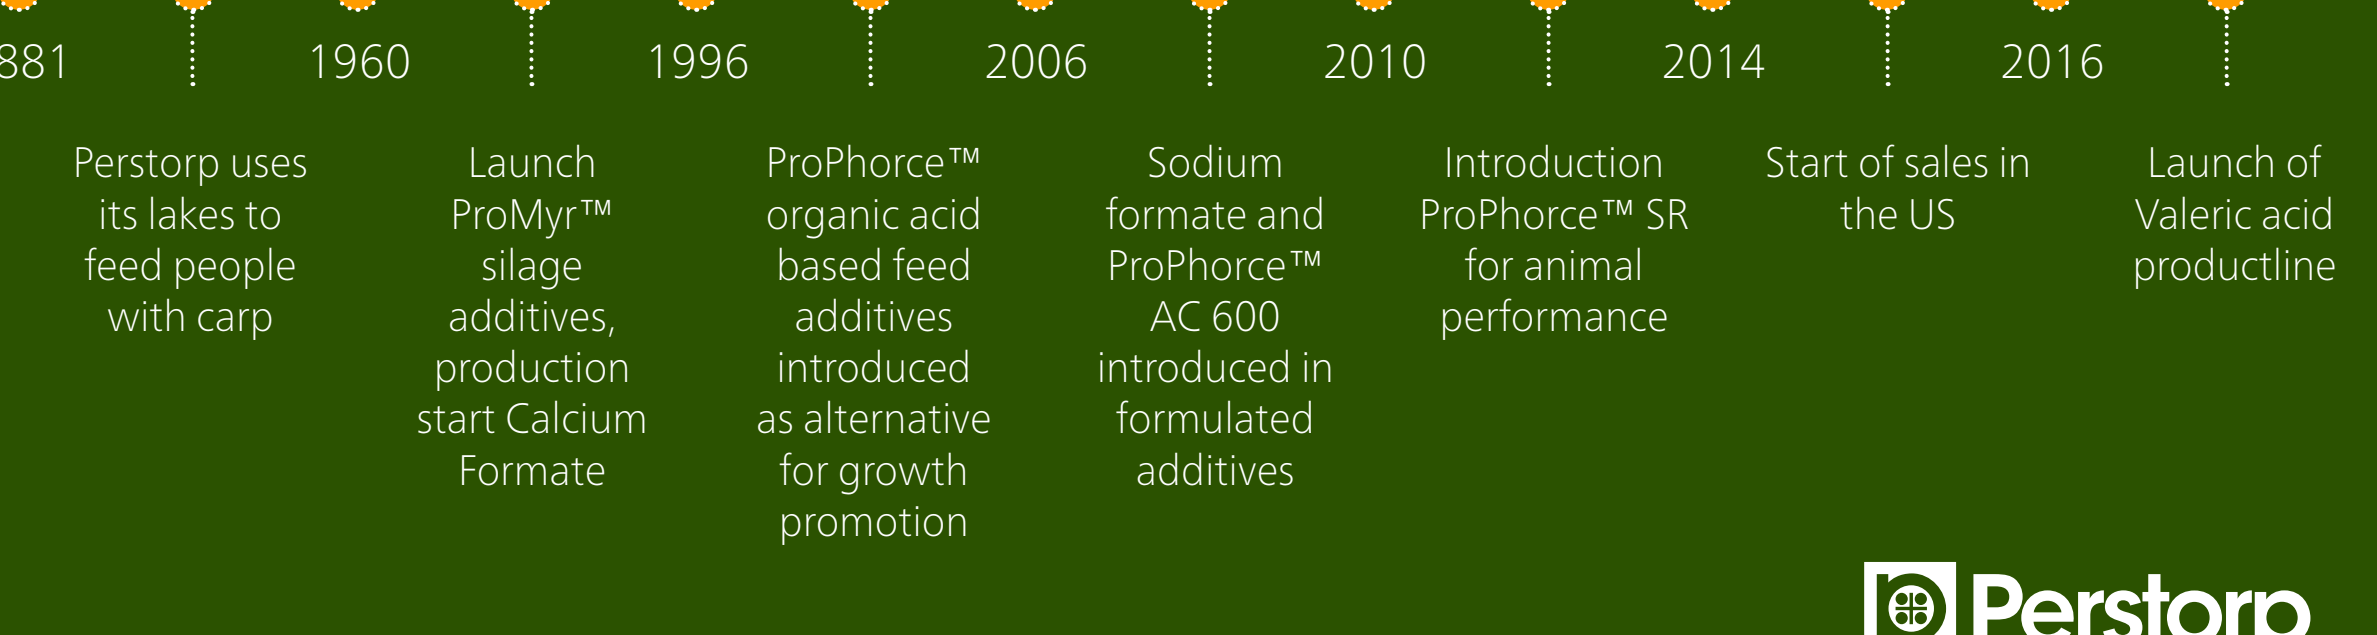 881
1960
1996
2006
2010
2014
2016
Perstorp uses
its lakes to
feed people
with carp
Launch
ProMyr™
silage
additives,
production
start Calcium
Formate
ProPhorce™
organic acid
based feed
additives
introduced
as alternative
for growth
promotion
Sodium
formate and
ProPhorce™
AC 600
introduced in
formulated
additives
Introduction
ProPhorce™ SR
for animal
performance
Start of sales in
the US
Launch of
Valeric acid
productline
Perstorp